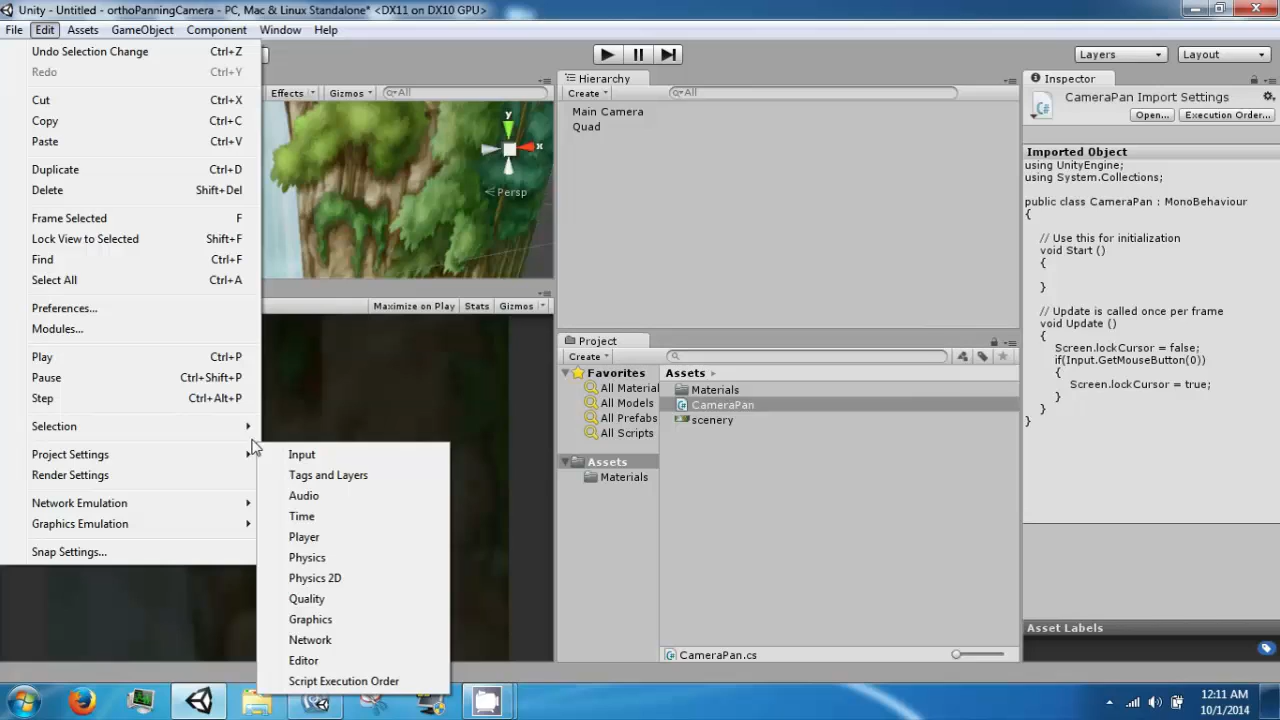 Unity - Untitled - orthoPanningCamera - PC, Mac & Linux Standalone* <DX11 on DX10 GPU>
File Edit Assets GameObject Component Window Help
Undo Selection Change Ctrl+Z
Redo Ctrl+Y
Cut Ctrl+X
Copy Ctrl+C
Paste Ctrl+V
Duplicate Ctrl+D
Delete Shift+Del
Frame Selected F
Lock View to Selected Shift+F
Find Ctrl+F
Select All Ctrl+A
Preferences...
Modules...
Play Ctrl+P
Pause Ctrl+Shift+P
Step Ctrl+Alt+P
Selection
Project Settings
Render Settings
Network Emulation
Graphics Emulation
Snap Settings...
Input
Tags and Layers
Audio
Time
Player
Physics
Physics 2D
Quality
Graphics
Network
Editor
Script Execution Order
Effects Gizmos All
y
x
Persp
Maximize on Play Stats Gizmos
Hierarchy
Create All
Main Camera
Quad
Project
Create
Favorites
All Material
All Models
All Prefabs
All Scripts
Assets
Materials
Assets
Materials
CameraPan
scenery
CameraPan.cs
Layers Layout
Inspector
CameraPan Import Settings
C#
Open... Execution Order...
Imported Object
using UnityEngine;
using System.Collections;
public class CameraPan : MonoBehaviour
{
// Use this for initialization
void Start ()
{
}
// Update is called once per frame
void Update ()
{
Screen.lockCursor = false;
if(Input.GetMouseButton(0))
{
Screen.lockCursor = true;
}
}
}
Asset Labels
12:11 AM
10/1/2014